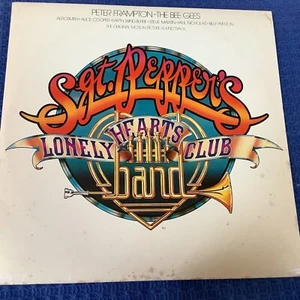 PETER FRAMPTON · THE BEE GEES
AEROSMITH · ALICE COOPER · EARTH, WIND & FIRE · STEVE MARTIN · PAUL NICHOLAS · BILLY PRESTON
THE ORIGINAL MOTION PICTURE SOUNDTRACK
Sgt. Pepper's
LONELY HEARTS CLUB
band